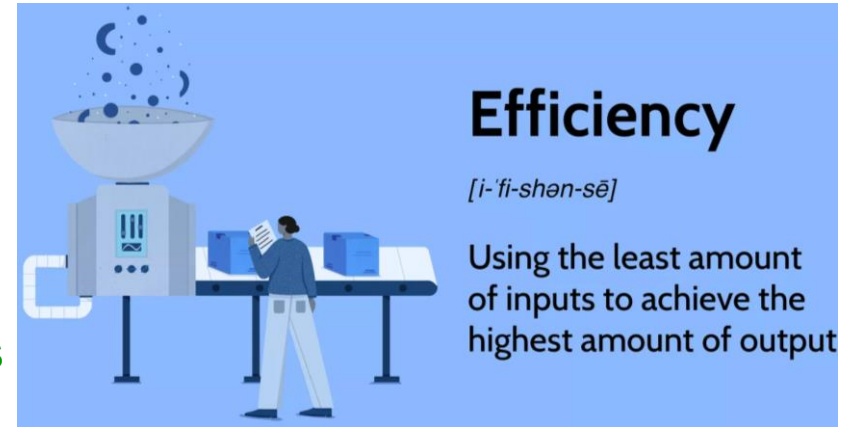 Efficiency
[i-ˈfi-shən-sē]
Using the least amount
of inputs to achieve the
highest amount of output
s